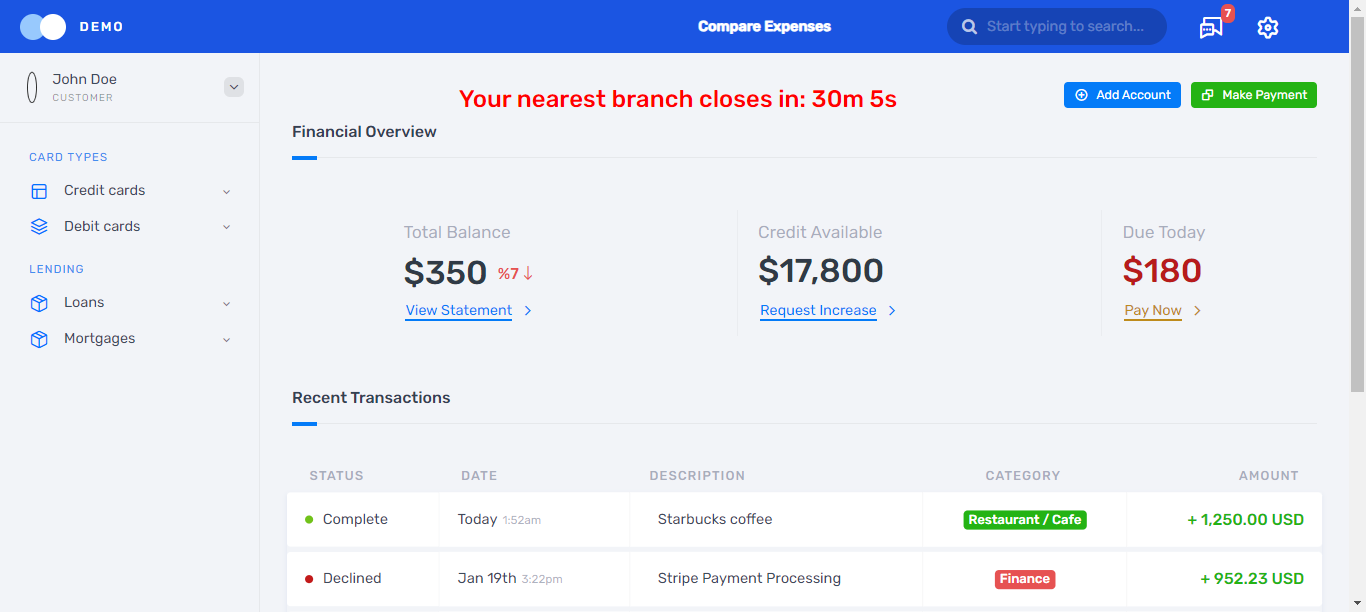 DEMO
Compare Expenses
Start typing to search...
7
John Doe
CUSTOMER
CARD TYPES
Credit cards
Debit cards
LENDING
Loans
Mortgages
Your nearest branch closes in: 30m 5s
Add Account
Make Payment
Financial Overview
Total Balance
$350 %7
View Statement
Credit Available
$17,800
Request Increase
Due Today
$180
Pay Now
Recent Transactions
STATUS DATE DESCRIPTION CATEGORY AMOUNT
Complete Today 1:52am Starbucks coffee Restaurant / Cafe + 1,250.00 USD
Declined Jan 19th 3:22pm Stripe Payment Processing Finance + 952.23 USD